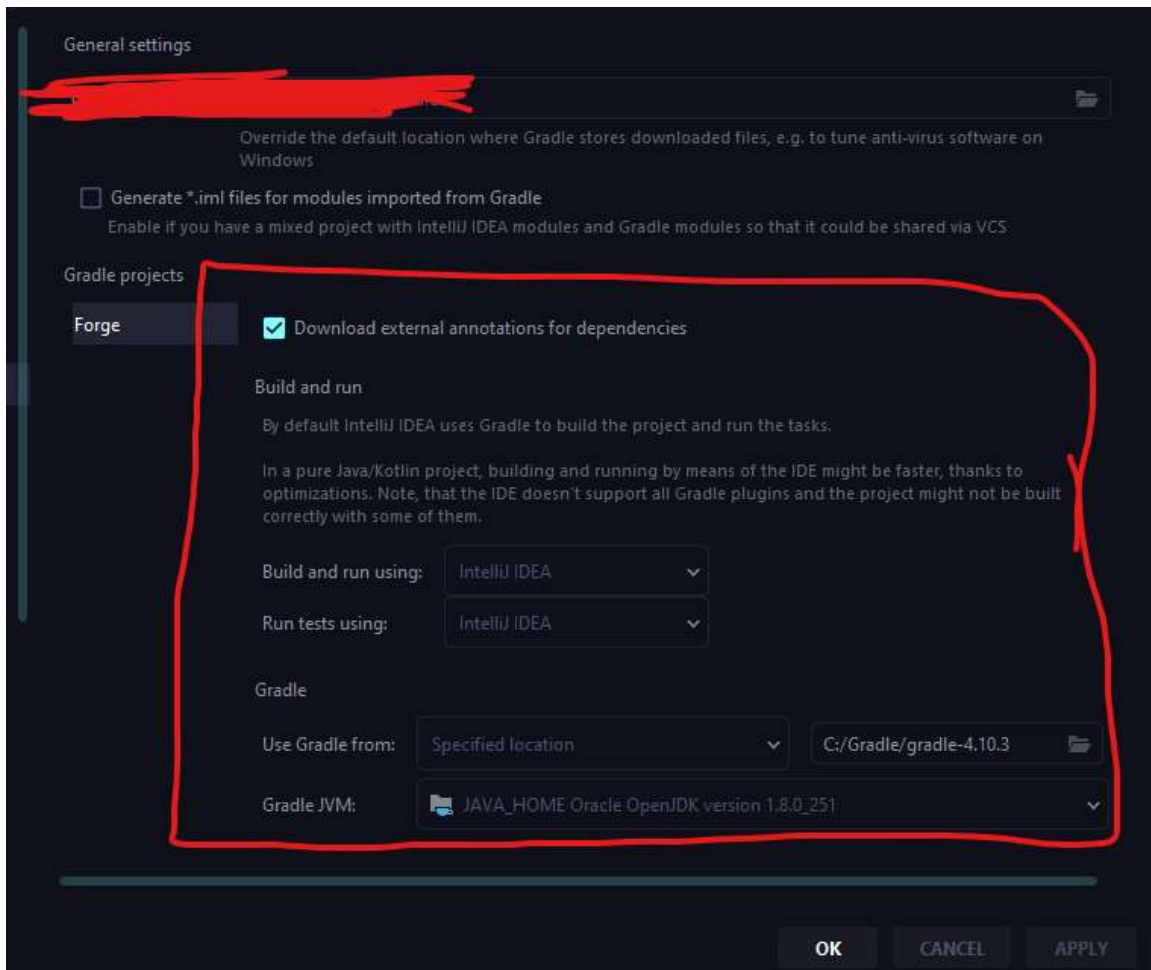 General settings
Override the default location where Gradle stores downloaded files, e.g. to tune anti-virus software on
Windows
Generate *.iml files for modules imported from Gradle
Enable if you have a mixed project with IntelliJ IDEA modules and Gradle modules so that it could be shared via VCS
Gradle projects
Forge
Download external annotations for dependencies
Build and run
By default IntelliJ IDEA uses Gradle to build the project and run the tasks.
In a pure Java/Kotlin project, building and running by means of the IDE might be faster, thanks to
optimizations. Note, that the IDE doesn't support all Gradle plugins and the project might not be built
correctly with some of them.
Build and run using: IntelliJ IDEA
Run tests using: IntelliJ IDEA
Gradle
Use Gradle from: Specified location C:/Gradle/gradle-4.10.3
Gradle JVM: JAVA_HOME Oracle OpenJDK version 1.8.0_251
OK CANCEL APPLY